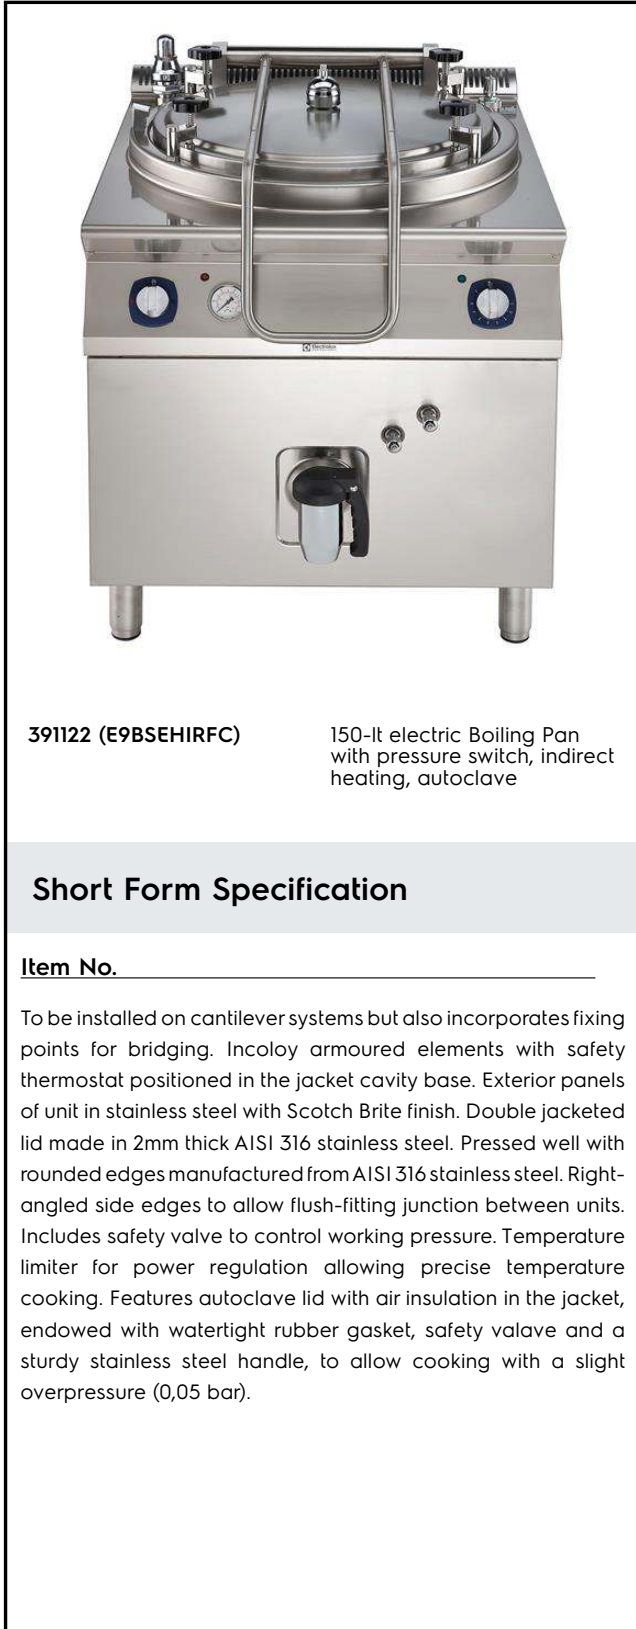 Electrolux
391122 (E9BSEHIRFC)
150-lt electric Boiling Pan
with pressure switch, indirect
heating, autoclave
Short Form Specification
Item No.
To be installed on cantilever systems but also incorporates fixing
points for bridging. Incoloy armoured elements with safety
thermostat positioned in the jacket cavity base. Exterior panels
of unit in stainless steel with Scotch Brite finish. Double jacketed
lid made in 2mm thick AISI 316 stainless steel. Pressed well with
rounded edges manufactured from AISI 316 stainless steel. Right-
angled side edges to allow flush-fitting junction between units.
Includes safety valve to control working pressure. Temperature
limiter for power regulation allowing precise temperature
cooking. Features autoclave lid with air insulation in the jacket,
endowed with watertight rubber gasket, safety valave and a
sturdy stainless steel handle, to allow cooking with a slight
overpressure (0,05 bar).